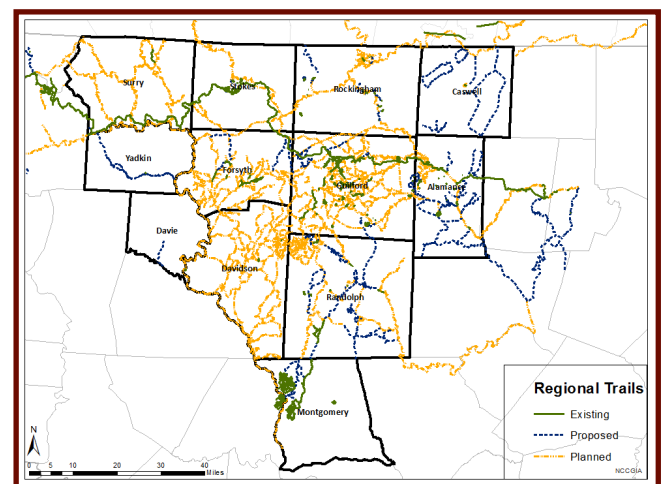 Surry
Stokes
Rockingham
Caswell
Yadkin
Forsyth
Guilford
Alamance
Davie
Davidson
Randolph
Montgomery
Regional Trails
Existing
Proposed
Planned
NCCGIA
N
0 5 10 20 30 40
Miles